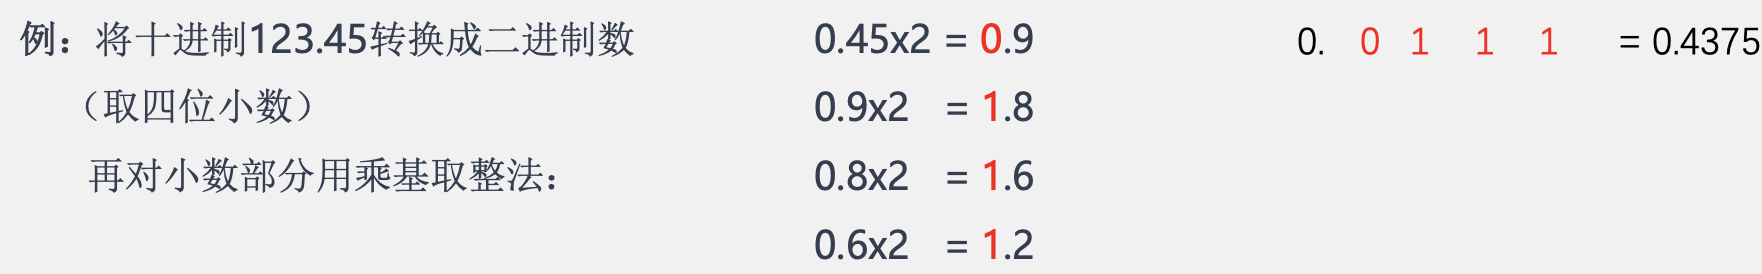 例：将十进制123.45转换成二进制数
（取四位小数）
再对小数部分用乘基取整法：
0.45x2 = 0.9
0.9x2 = 1.8
0.8x2 = 1.6
0.6x2 = 1.2
0. 0 1 1 1 = 0.4375